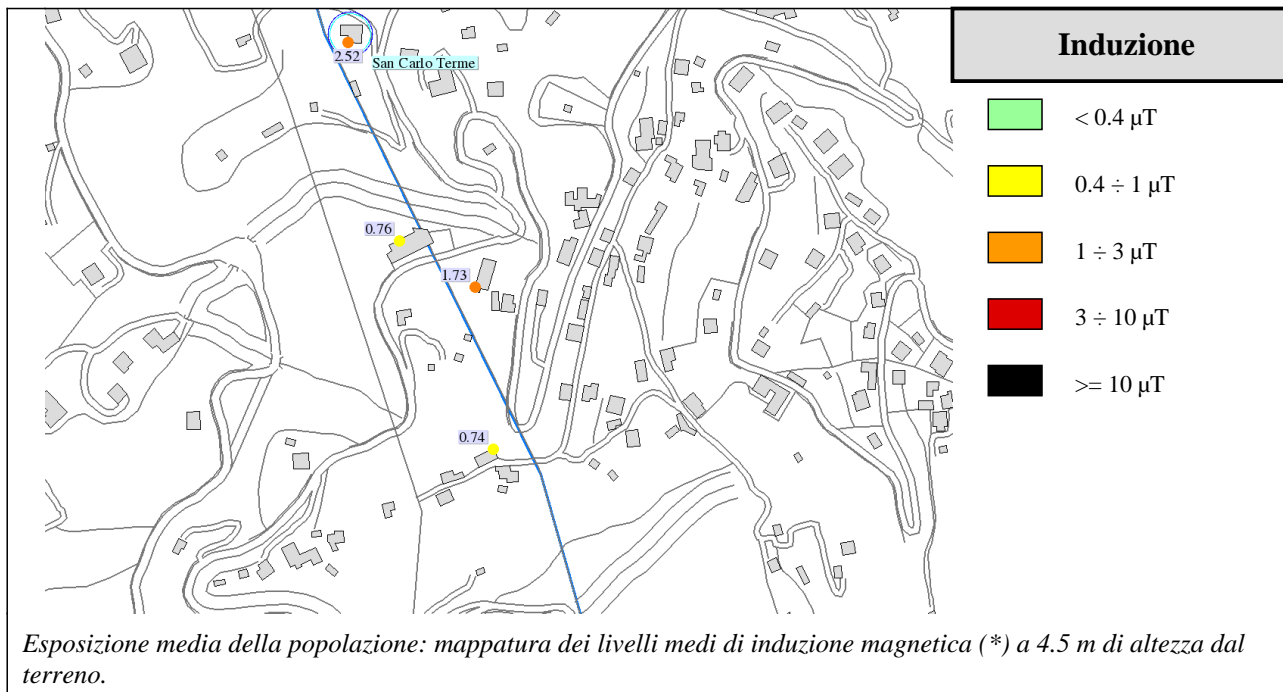 Induzione
2.52
San Carlo Terme
< 0.4 µT
0.4 ÷ 1 µT
0.76
1 ÷ 3 µT
1.73
3 ÷ 10 µT
>= 10 µT
0.74
Esposizione media della popolazione: mappatura dei livelli medi di induzione magnetica (*) a 4.5 m di altezza dal
terreno.